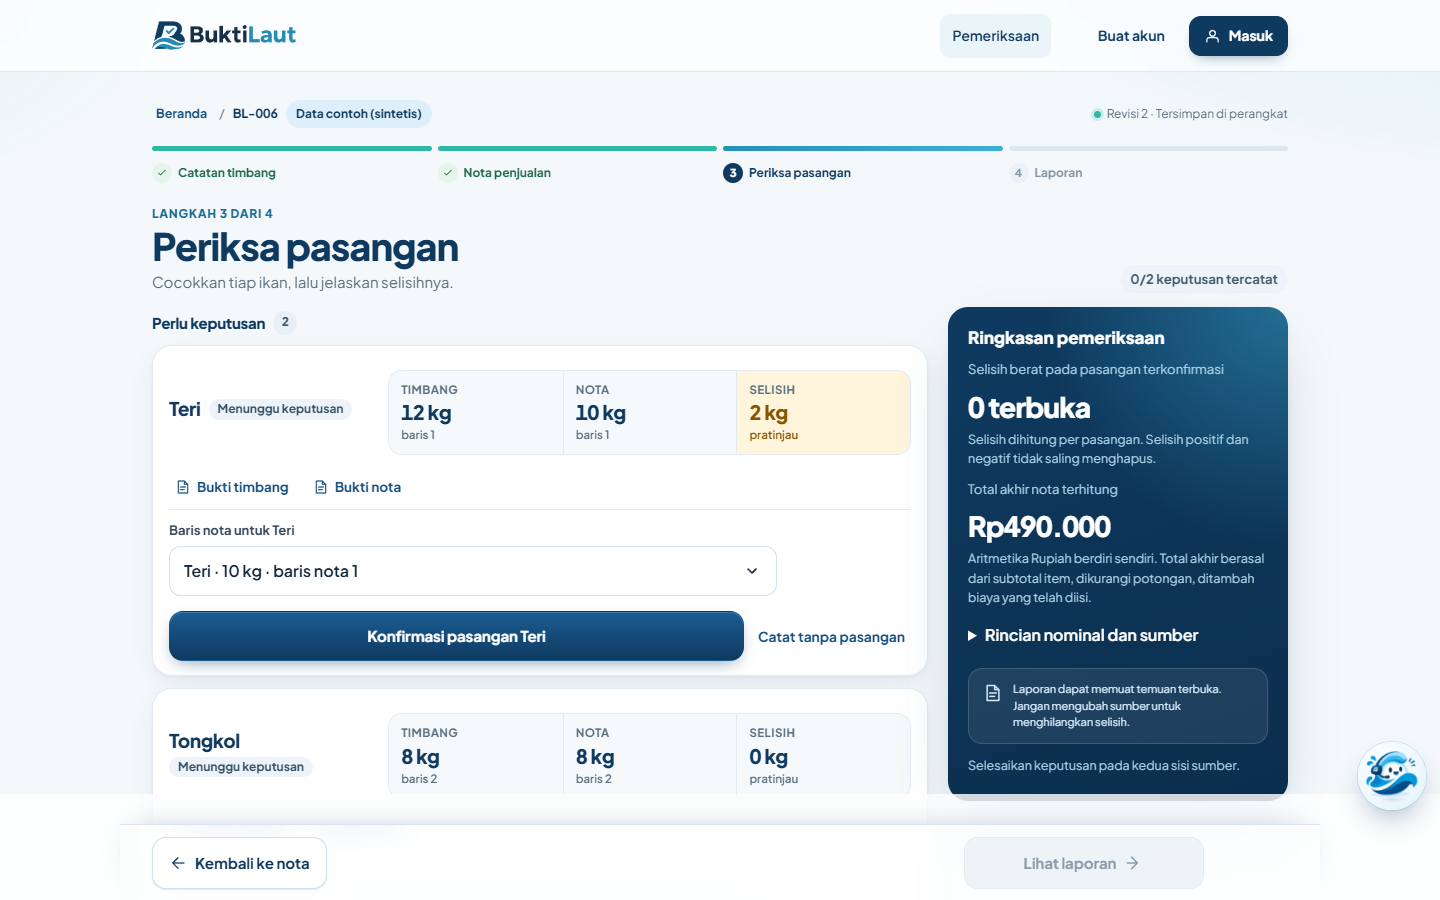 BuktiLaut
Pemeriksaan
Buat akun
Masuk
Beranda / BL-006 Data contoh (sintetis)
Revisi 2 · Tersimpan di perangkat
Catatan timbang
Nota penjualan
3 Periksa pasangan
4 Laporan
LANGKAH 3 DARI 4
Periksa pasangan
Cocokkan tiap ikan, lalu jelaskan selisihnya.
0/2 keputusan tercatat
Perlu keputusan 2
Teri Menunggu keputusan
TIMBANG
12 kg
baris 1
NOTA
10 kg
baris 1
SELISIH
2 kg
pratinjau
Bukti timbang
Bukti nota
Baris nota untuk Teri
Teri · 10 kg · baris nota 1
Konfirmasi pasangan Teri
Catat tanpa pasangan
Tongkol
Menunggu keputusan
TIMBANG
8 kg
baris 2
NOTA
8 kg
baris 2
SELISIH
0 kg
pratinjau
Ringkasan pemeriksaan
Selisih berat pada pasangan terkonfirmasi
0 terbuka
Selisih dihitung per pasangan. Selisih positif dan
negatif tidak saling menghapus.
Total akhir nota terhitung
Rp490.000
Aritmetika Rupiah berdiri sendiri. Total akhir berasal
dari subtotal item, dikurangi potongan, ditambah
biaya yang telah diisi.
Rincian nominal dan sumber
Laporan dapat memuat temuan terbuka.
Jangan mengubah sumber untuk
menghilangkan selisih.
Selesaikan keputusan pada kedua sisi sumber.
Kembali ke nota
Lihat laporan